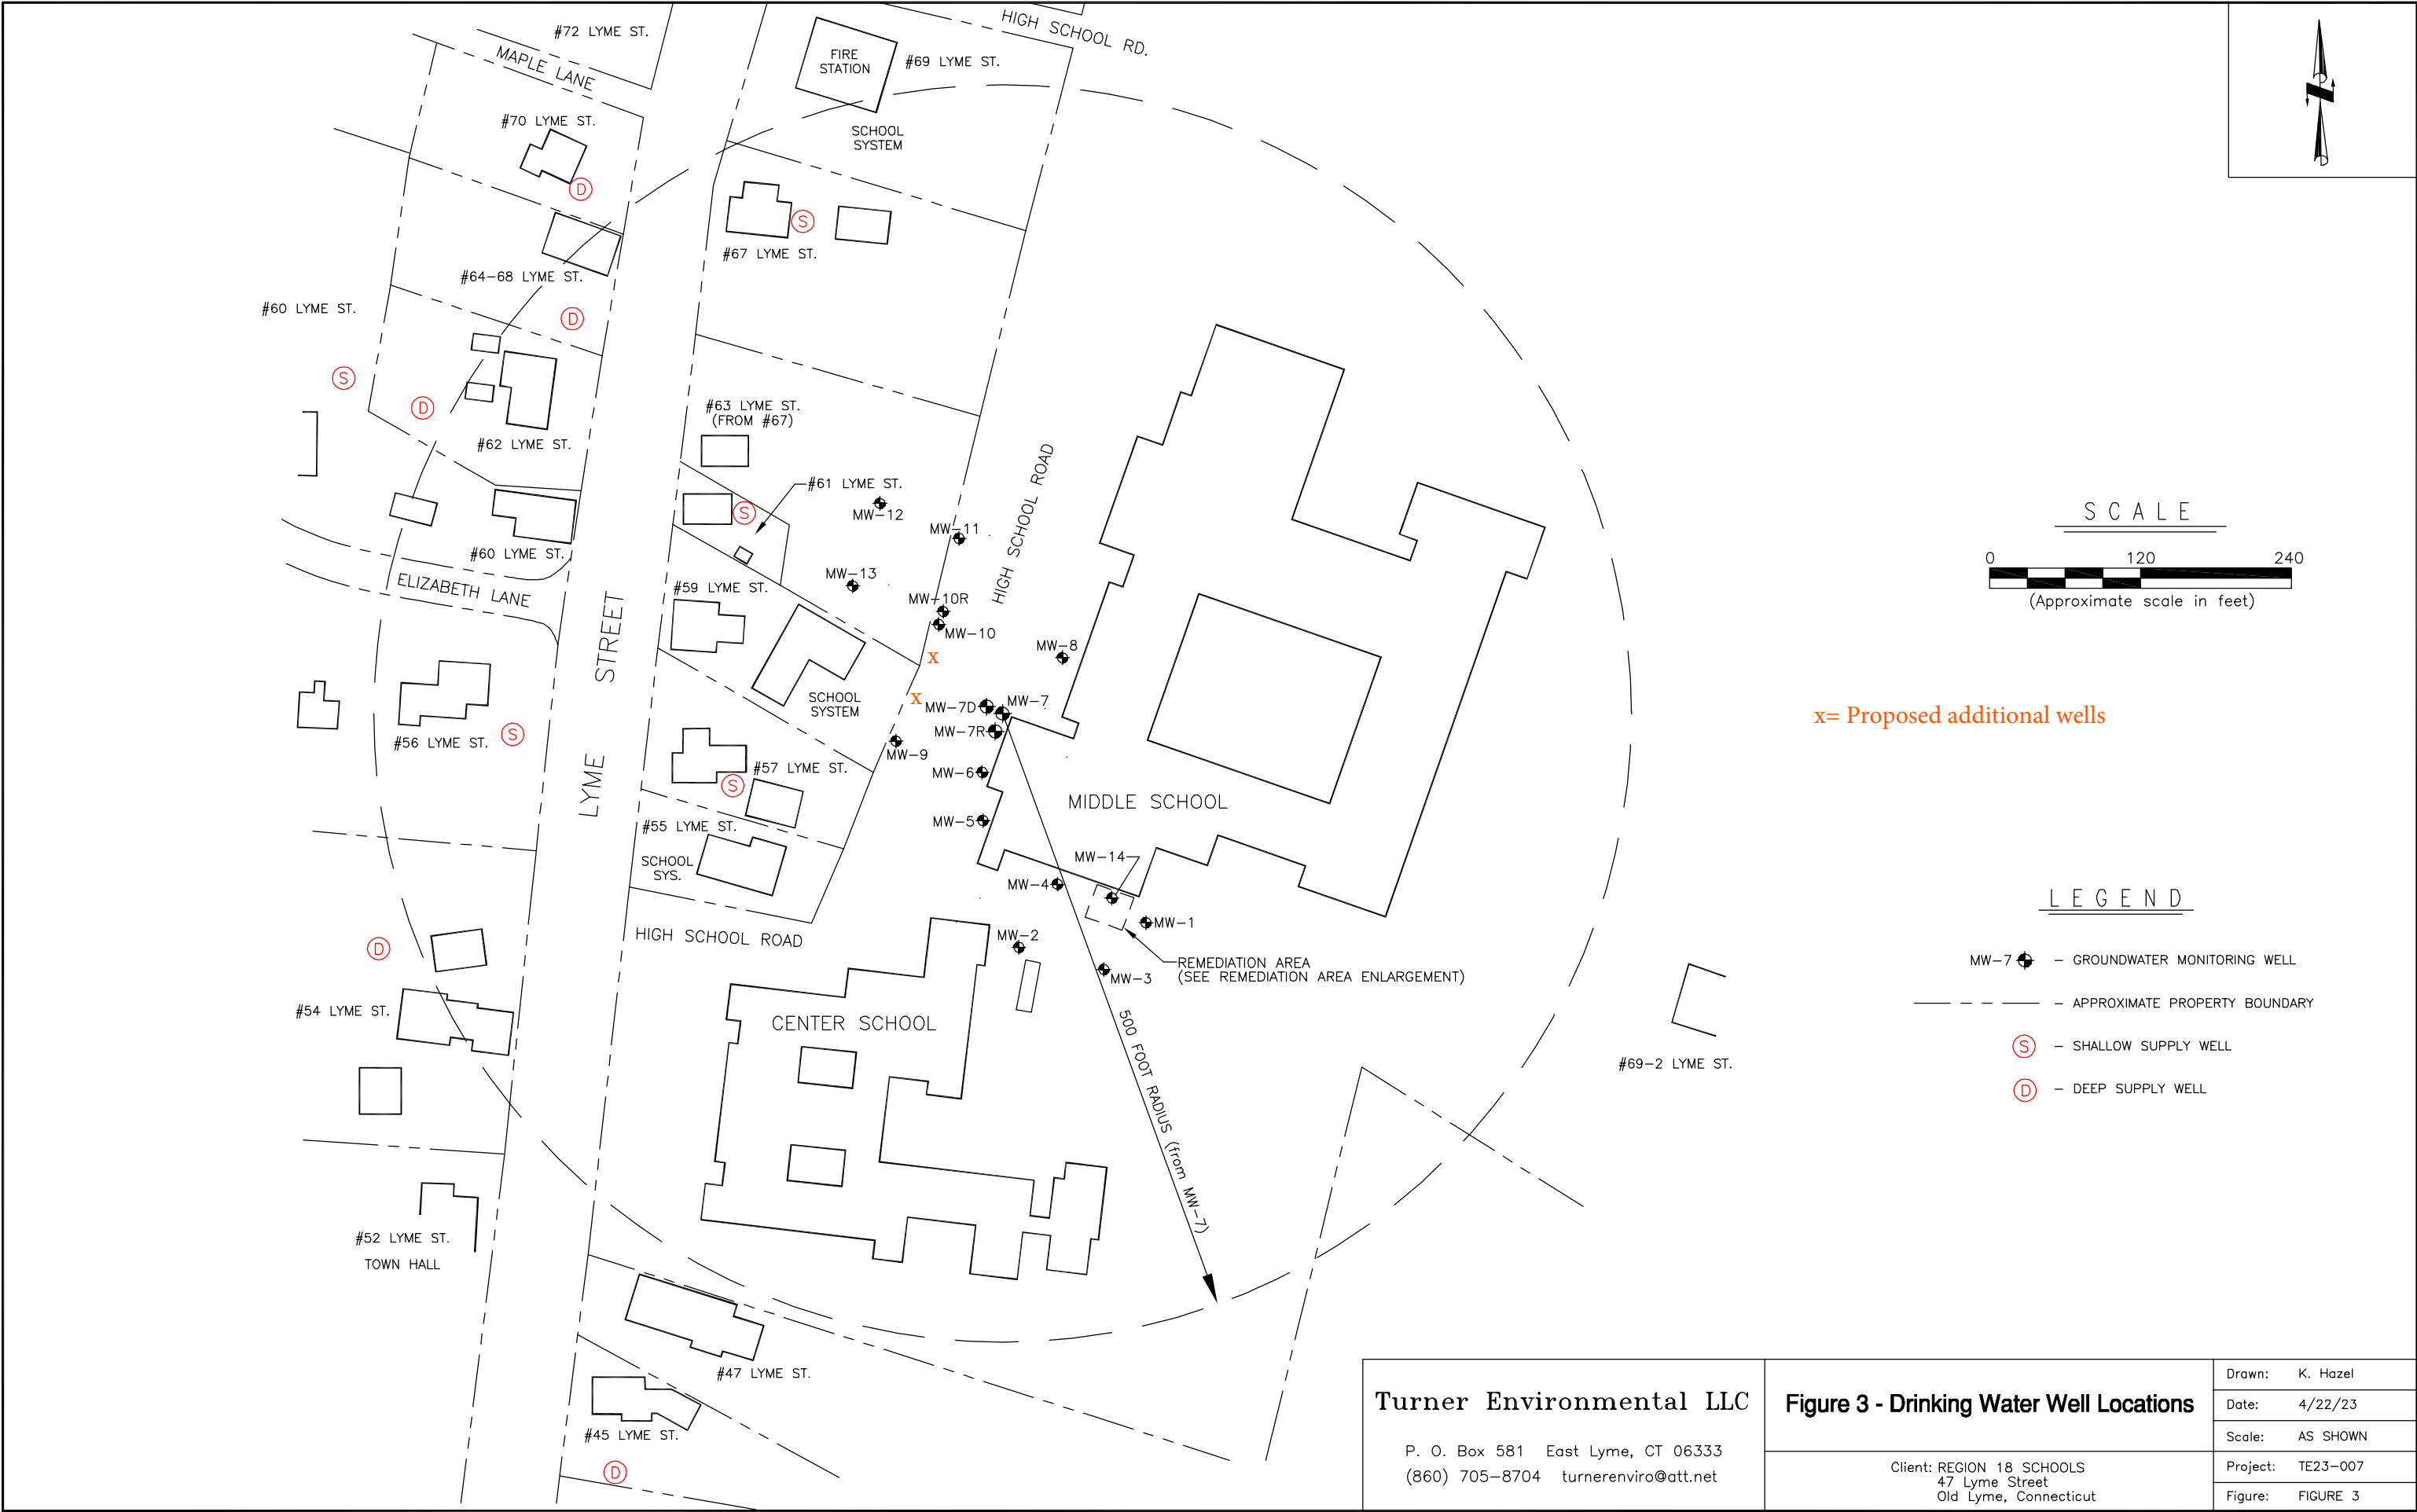 #72 LYME ST.
MAPLE LANE
HIGH SCHOOL RD.
FIRE
STATION
#69 LYME ST.
SCHOOL
SYSTEM
#70 LYME ST.
D
S
#67 LYME ST.
#64-68 LYME ST.
D
#60 LYME ST.
S
D
#62 LYME ST.
#63 LYME ST.
(FROM #67)
#61 LYME ST.
S
MW-12
MW-11
HIGH SCHOOL ROAD
#60 LYME ST.
ELIZABETH LANE
#59 LYME ST.
MW-13
MW-10R
MW-10
x
x
MW-8
SCHOOL
SYSTEM
MW-7D
MW-7
MW-7R
MW-9
MW-6
MW-5
LYME STREET
#56 LYME ST.
S
#57 LYME ST.
S
#55 LYME ST.
SCHOOL
SYS.
MIDDLE SCHOOL
MW-14
MW-4
MW-1
MW-2
MW-3
REMEDIATION AREA
(SEE REMEDIATION AREA ENLARGEMENT)
HIGH SCHOOL ROAD
D
#54 LYME ST.
CENTER SCHOOL
500 FOOT RADIUS (from MW-7)
#69-2 LYME ST.
#52 LYME ST.
TOWN HALL
#47 LYME ST.
#45 LYME ST.
D
N
SCALE
0 120 240
(Approximate scale in feet)
x= Proposed additional wells
LEGEND
MW-7 - GROUNDWATER MONITORING WELL
- APPROXIMATE PROPERTY BOUNDARY
S - SHALLOW SUPPLY WELL
D - DEEP SUPPLY WELL
Turner Environmental LLC
P. O. Box 581 East Lyme, CT 06333
(860) 705-8704 turnerenviro@att.net
Figure 3 - Drinking Water Well Locations
Client: REGION 18 SCHOOLS
47 Lyme Street
Old Lyme, Connecticut
Drawn: K. Hazel
Date: 4/22/23
Scale: AS SHOWN
Project: TE23-007
Figure: FIGURE 3